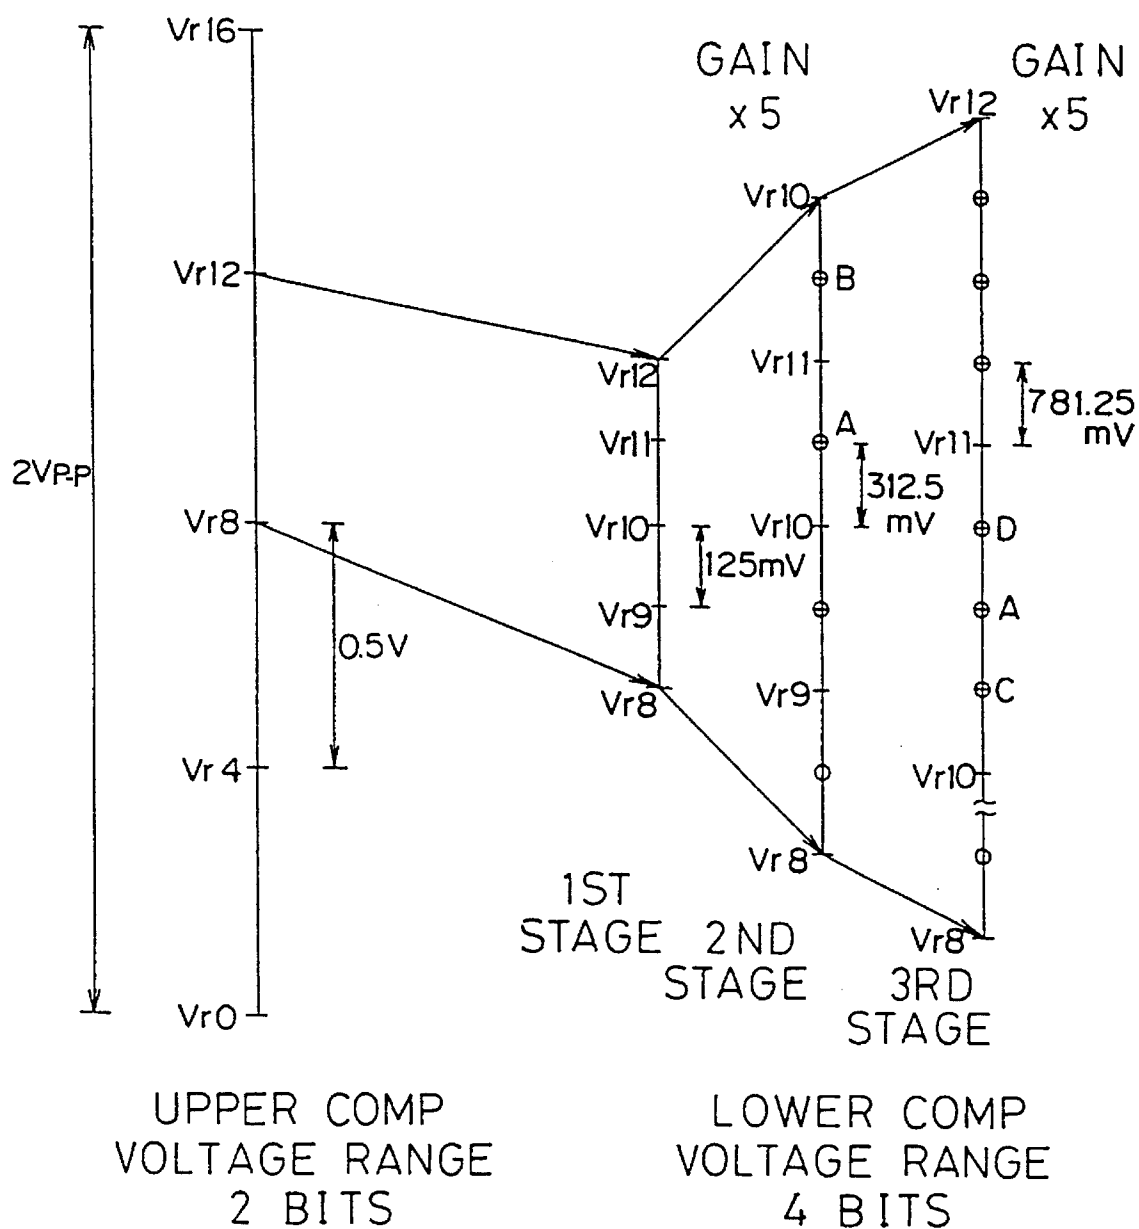 Vr16
GAIN
x5
GAIN
x5
Vr12
Vr10
Vr12
B
Vr12
Vr11
781.25
mV
Vr11
A
Vr11
2VP-P
312.5
mV
Vr8
Vr10
Vr10
D
125mV
Vr9
A
0.5V
Vr8
Vr9
C
Vr4
Vr10
Vr8
1ST
STAGE
2ND
STAGE
Vr8
3RD
STAGE
Vr0
UPPER COMP
VOLTAGE RANGE
2 BITS
LOWER COMP
VOLTAGE RANGE
4 BITS